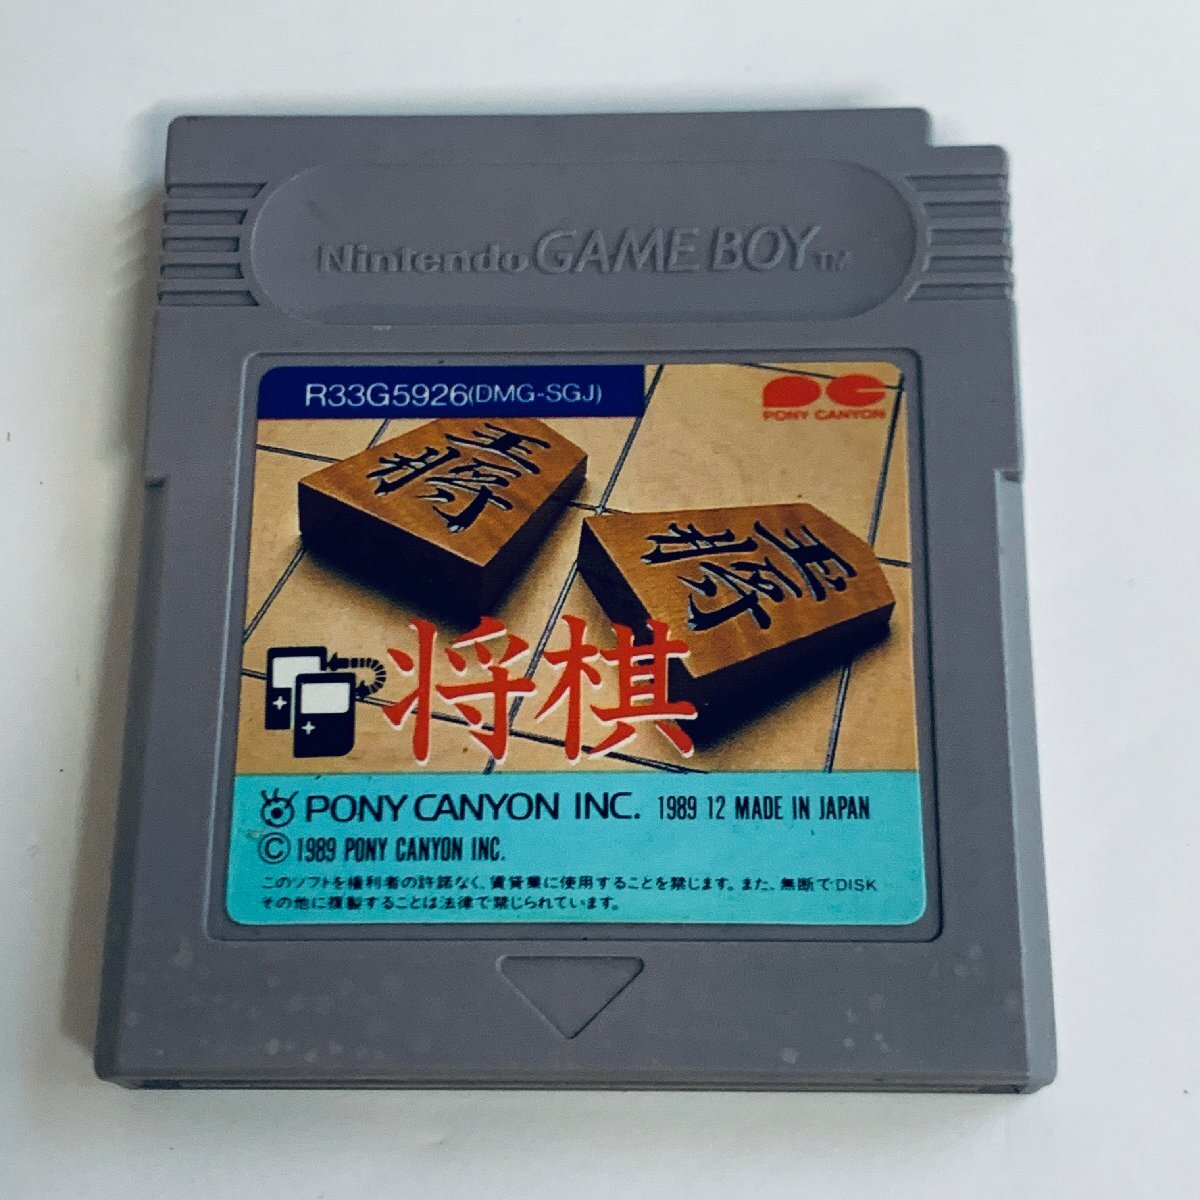 Nintendo GAME BOY TM
R33G5926(DMG-SGJ)
PONY CANYON
王将
玉将
将棋
PONY CANYON INC. 1989 12 MADE IN JAPAN
© 1989 PONY CANYON INC.
このソフトを権利者の許諾なく、賃貸業に使用することを禁じます。また、無断でDISK
その他に複製することは法律で禁じられています。